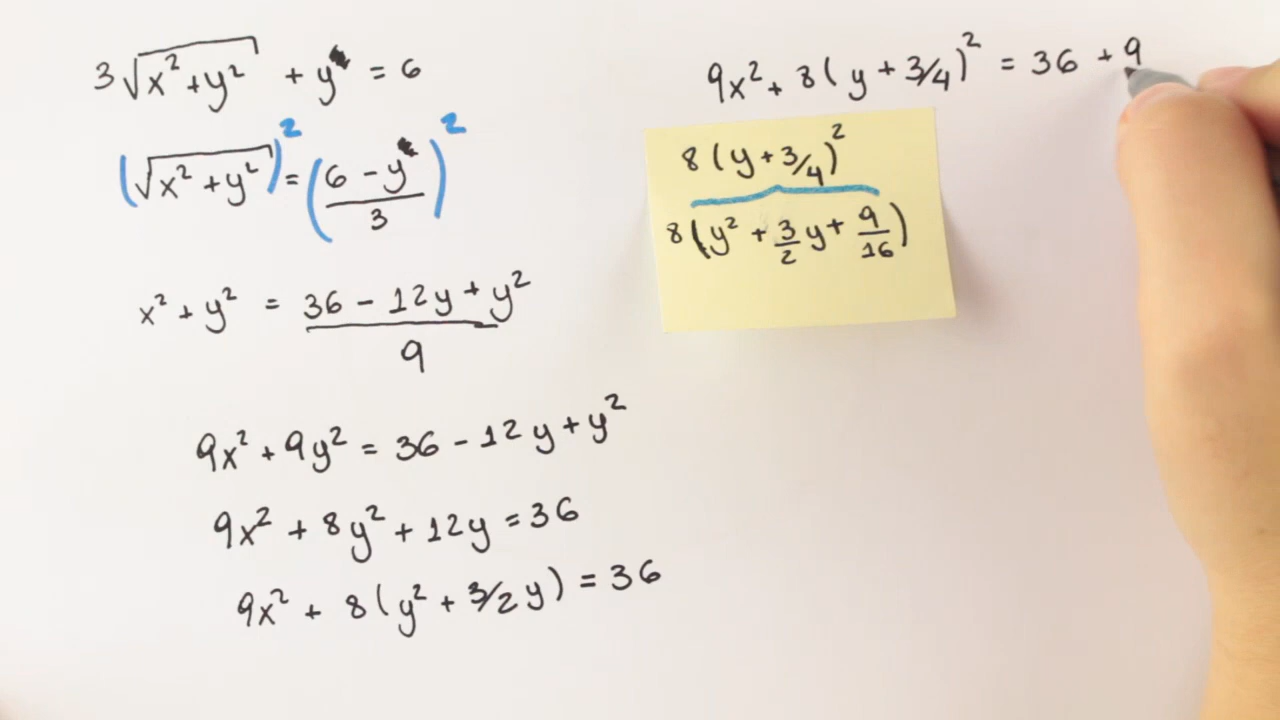 3√x² + y² + y = 6
(√x² + y²)² = (6 - y / 3)²
x² + y² = 36 - 12y + y² / 9
9x² + 9y² = 36 - 12y + y²
9x² + 8y² + 12y = 36
9x² + 8(y² + 3/2 y) = 36
9x² + 8(y + 3/4)² = 36 + 9
8(y + 3/4)²
8(y² + 3/2 y + 9/16)